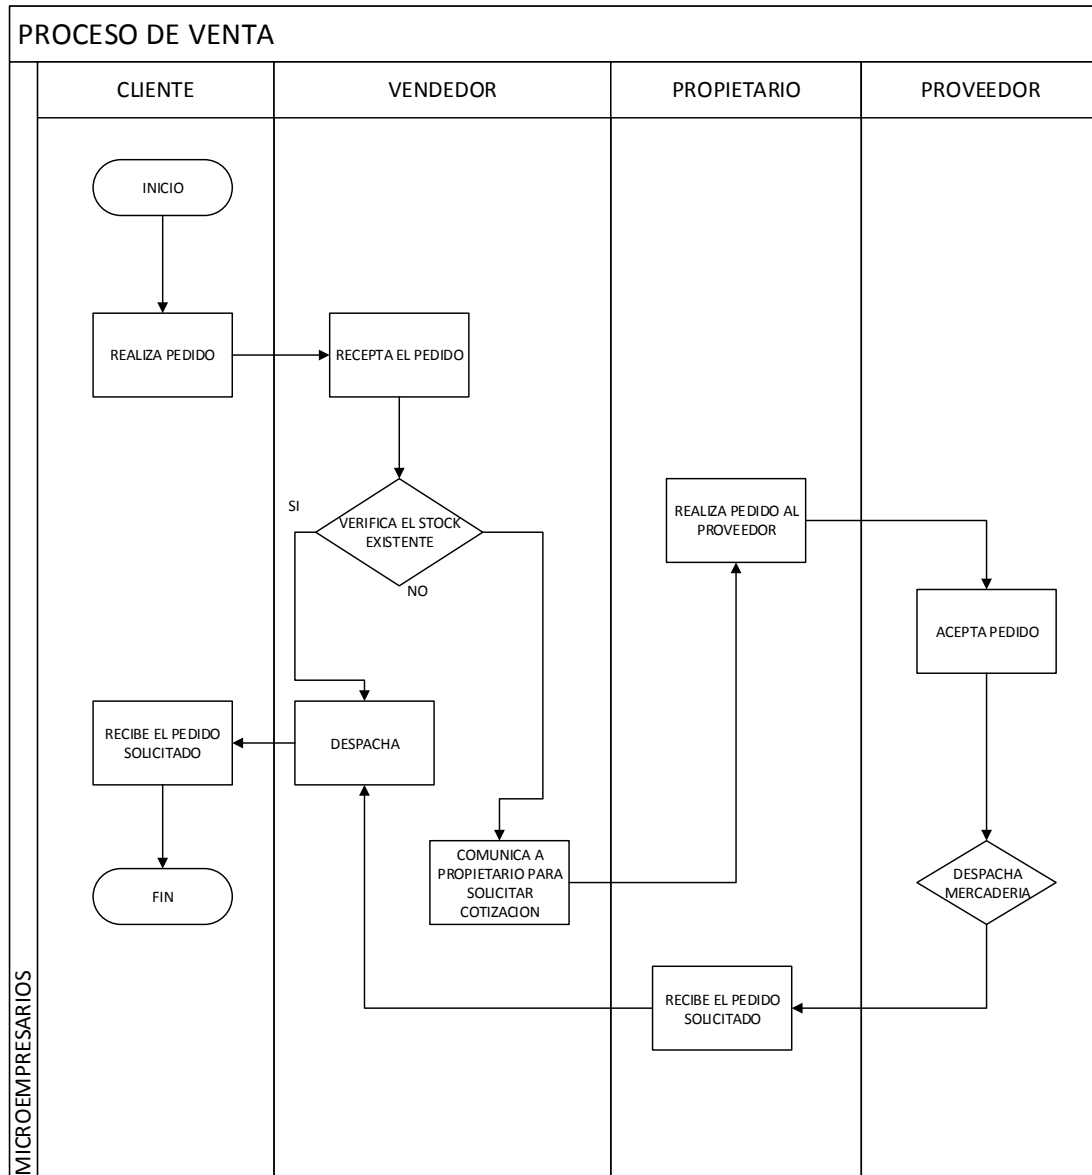 PROCESO DE VENTA
CLIENTE
VENDEDOR
PROPIETARIO
PROVEEDOR
INICIO
REALIZA PEDIDO
RECEPTA EL PEDIDO
SI
VERIFICA EL STOCK
EXISTENTE
NO
REALIZA PEDIDO AL
PROVEEDOR
ACEPTA PEDIDO
RECIBE EL PEDIDO
SOLICITADO
DESPACHA
COMUNICA A
PROPIETARIO PARA
SOLICITAR
COTIZACION
DESPACHA
MERCADERIA
FIN
RECIBE EL PEDIDO
SOLICITADO
MICROEMPRESARIOS